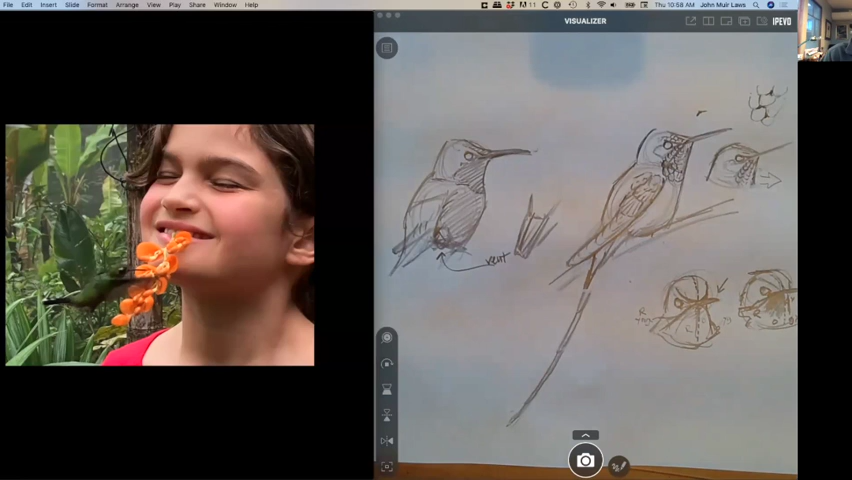 File Edit Insert Slide Format Arrange View Play Share Window Help
11
Thu 10:58 AM John Muir Laws
VISUALIZER
IPEVO
vent